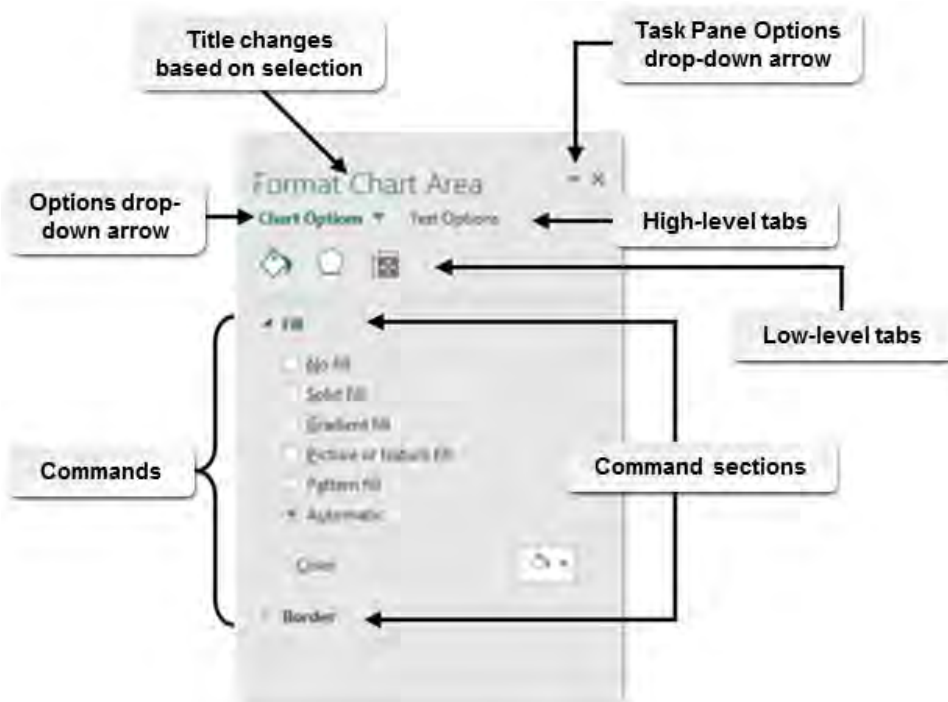 Title changes
based on selection
Task Pane Options
drop-down arrow
Format Chart Area
Options drop-
down arrow
Chart Options
Text Options
High-level tabs
Low-level tabs
Fill
No fill
Solid fill
Gradient fill
Picture or texture fill
Pattern fill
Automatic
Commands
Command sections
Color
Border